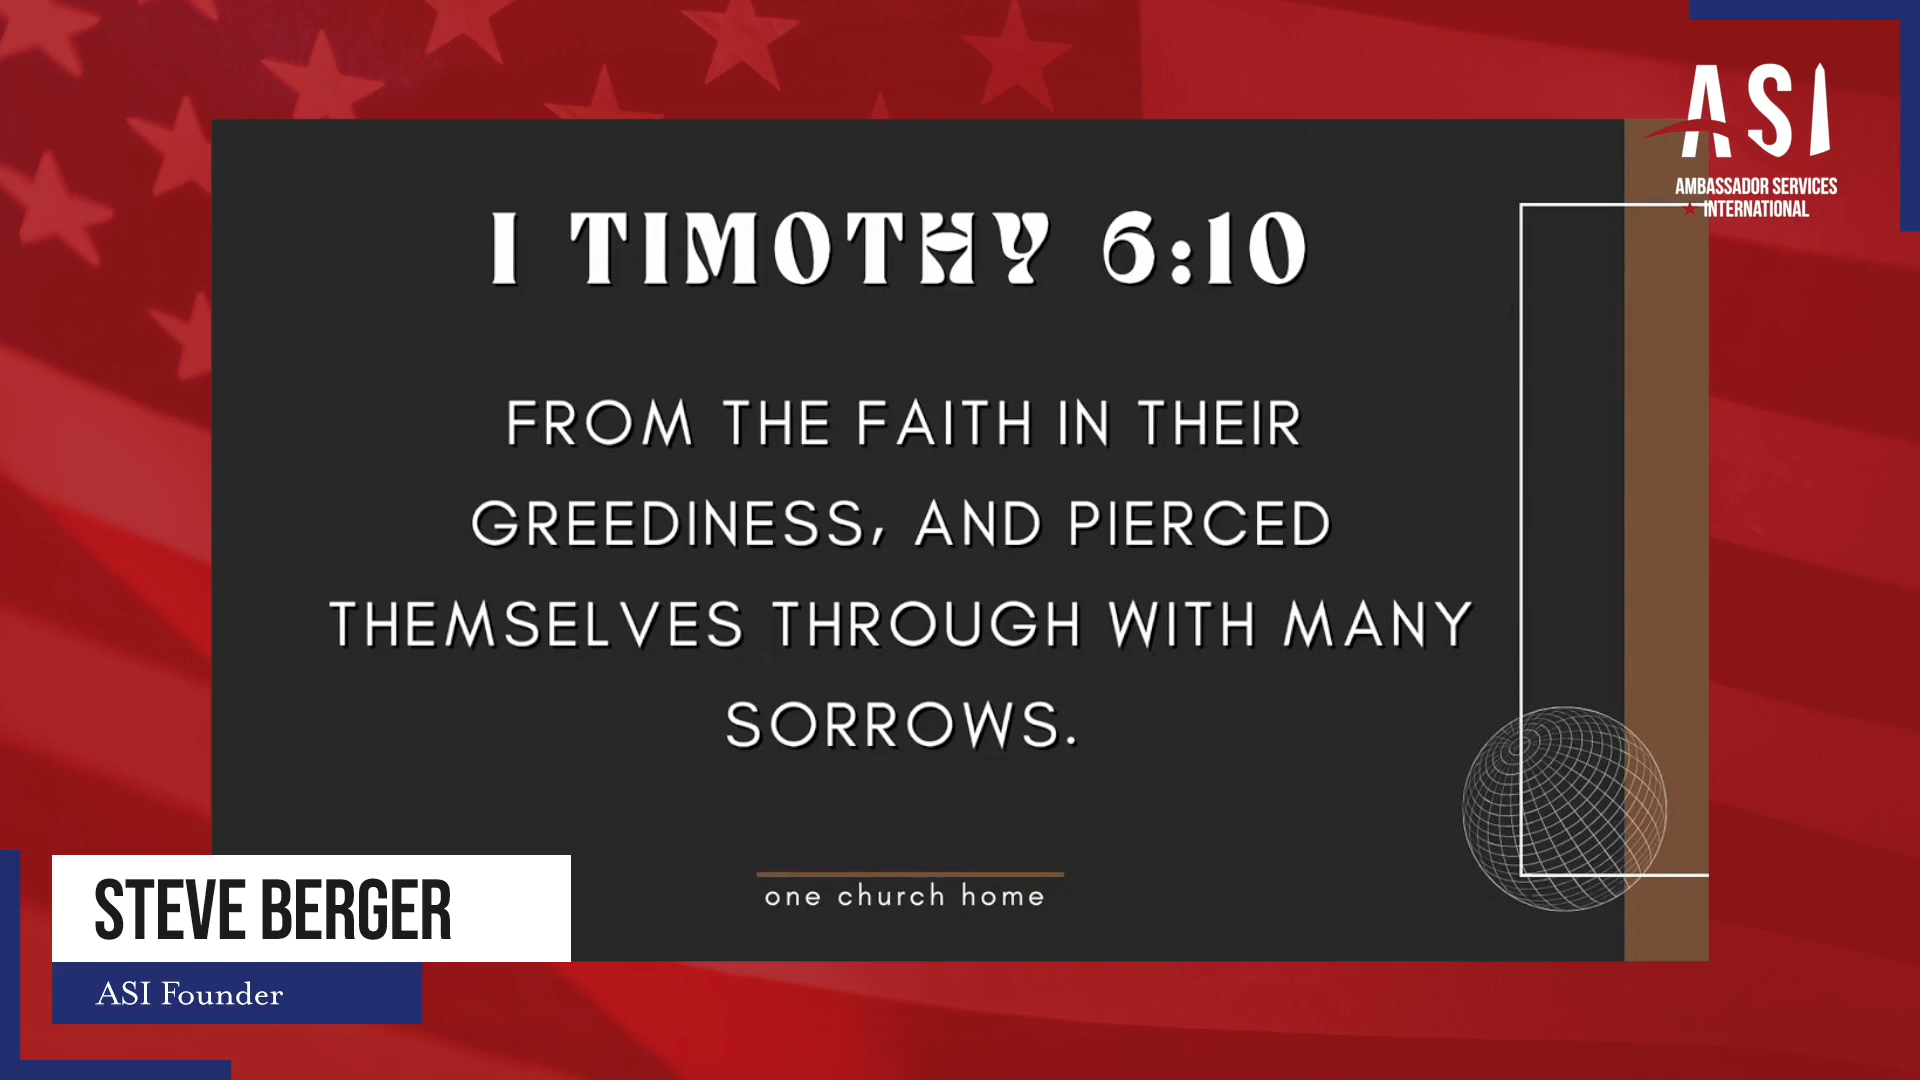 ASI
AMBASSADOR SERVICES
INTERNATIONAL
I TIMOTHY 6:10
FROM THE FAITH IN THEIR
GREEDINESS, AND PIERCED
THEMSELVES THROUGH WITH MANY
SORROWS.
one church home
STEVE BERGER
ASI Founder